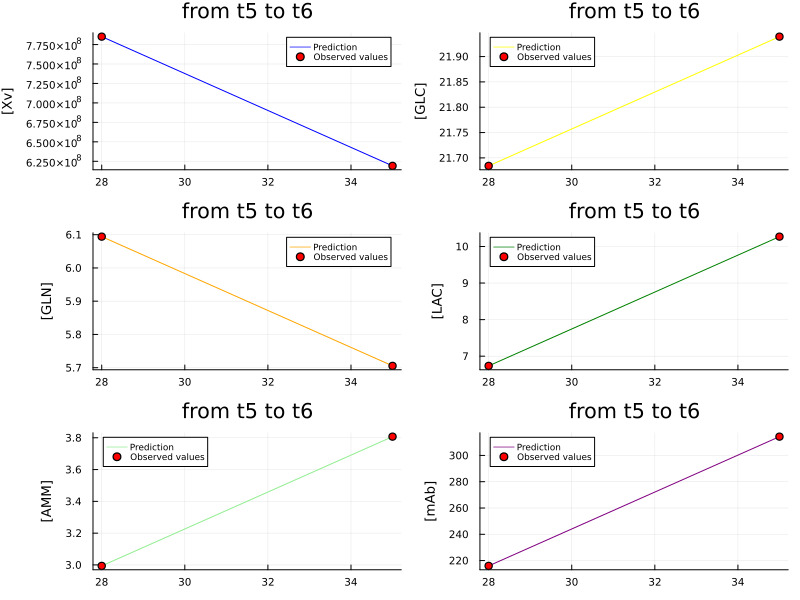 from t5 to t6
[Xv]
7.750×10⁸
7.500×10⁸
7.250×10⁸
7.000×10⁸
6.750×10⁸
6.500×10⁸
6.250×10⁸
Prediction
Observed values
28 30 32 34
from t5 to t6
[GLC]
21.90
21.85
21.80
21.75
21.70
Prediction
Observed values
28 30 32 34
from t5 to t6
[GLN]
6.1
6.0
5.9
5.8
5.7
Prediction
Observed values
28 30 32 34
from t5 to t6
[LAC]
10
9
8
7
Prediction
Observed values
28 30 32 34
from t5 to t6
[AMM]
3.8
3.6
3.4
3.2
3.0
Prediction
Observed values
28 30 32 34
from t5 to t6
[mAb]
300
280
260
240
220
Prediction
Observed values
28 30 32 34